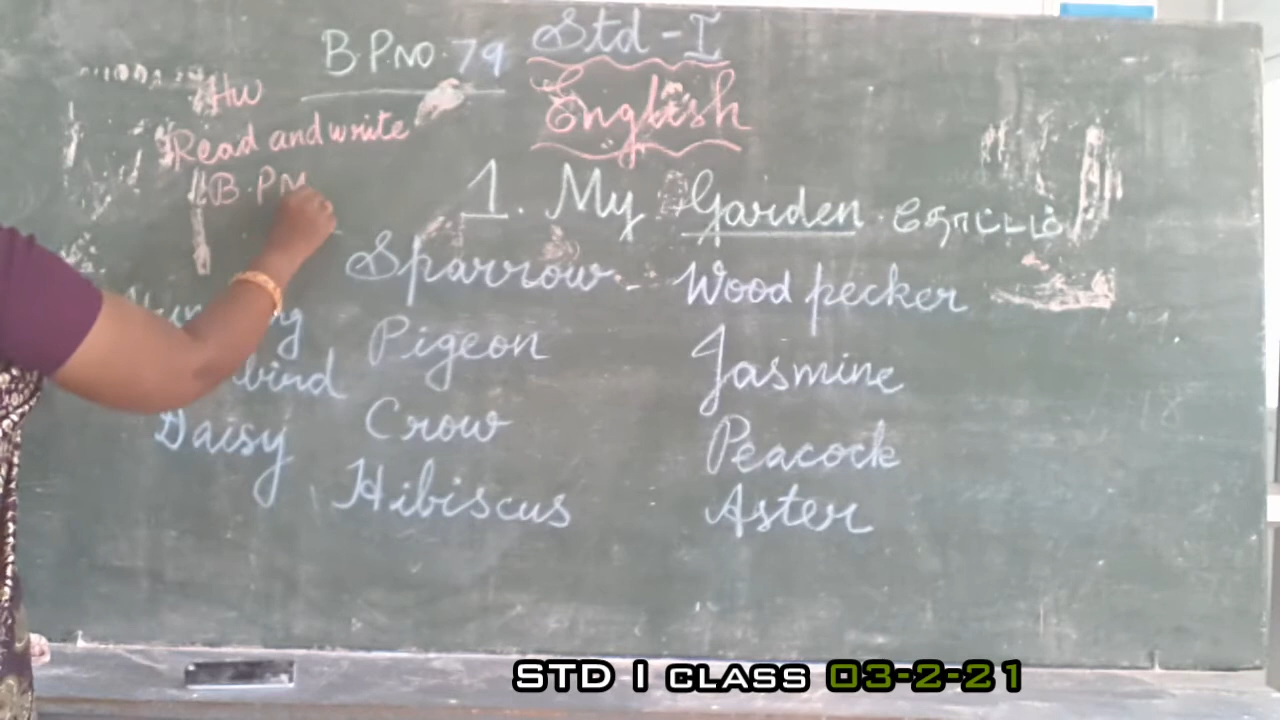 B.P.NO. 79
Std - I
English
HW
Read and write
B.P.N
1. My Garden. தோட்டம்
Sparrow. Wood pecker
Pigeon Jasmine
bird
Daisy Crow Peacock
Hibiscus Aster
STD I CLASS 03-2-21